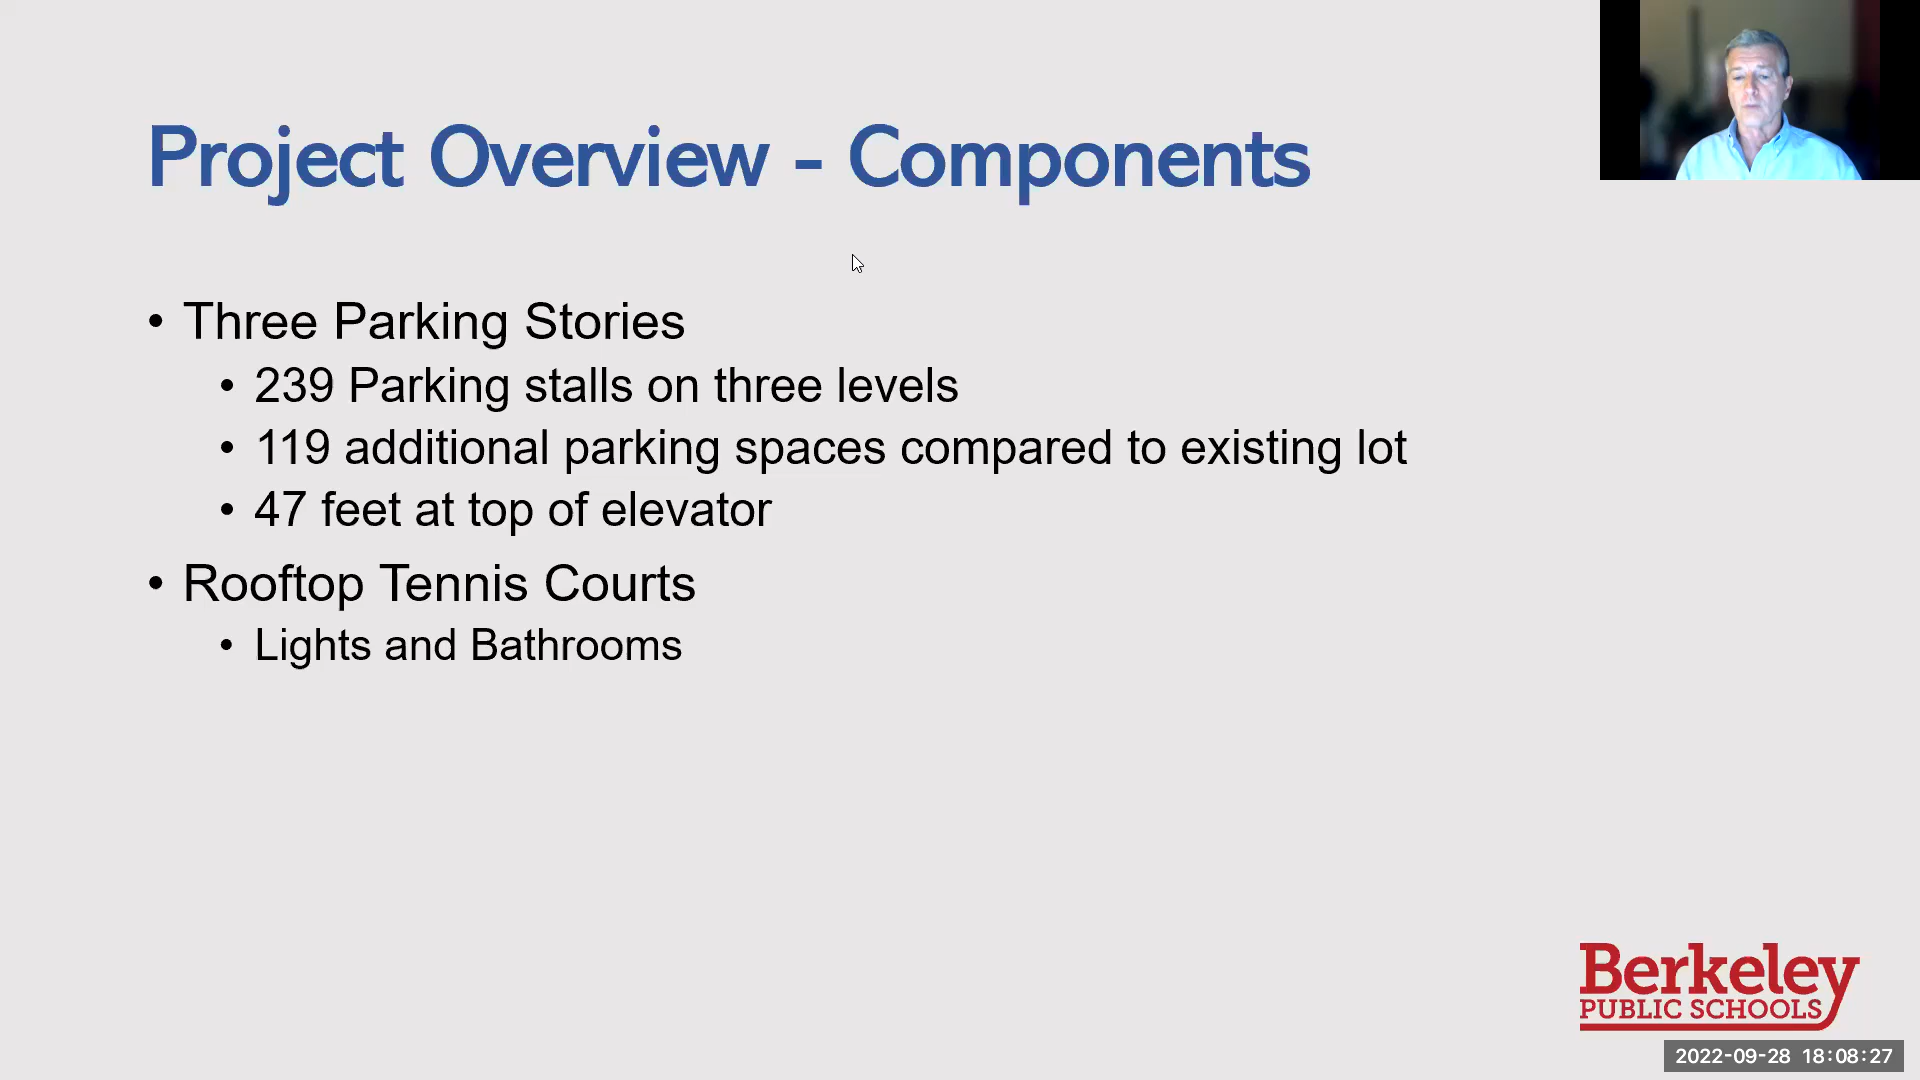 Project Overview - Components
• Three Parking Stories
• 239 Parking stalls on three levels
• 119 additional parking spaces compared to existing lot
• 47 feet at top of elevator
• Rooftop Tennis Courts
• Lights and Bathrooms
Berkeley
PUBLIC SCHOOLS
2022-09-28 18:08:27